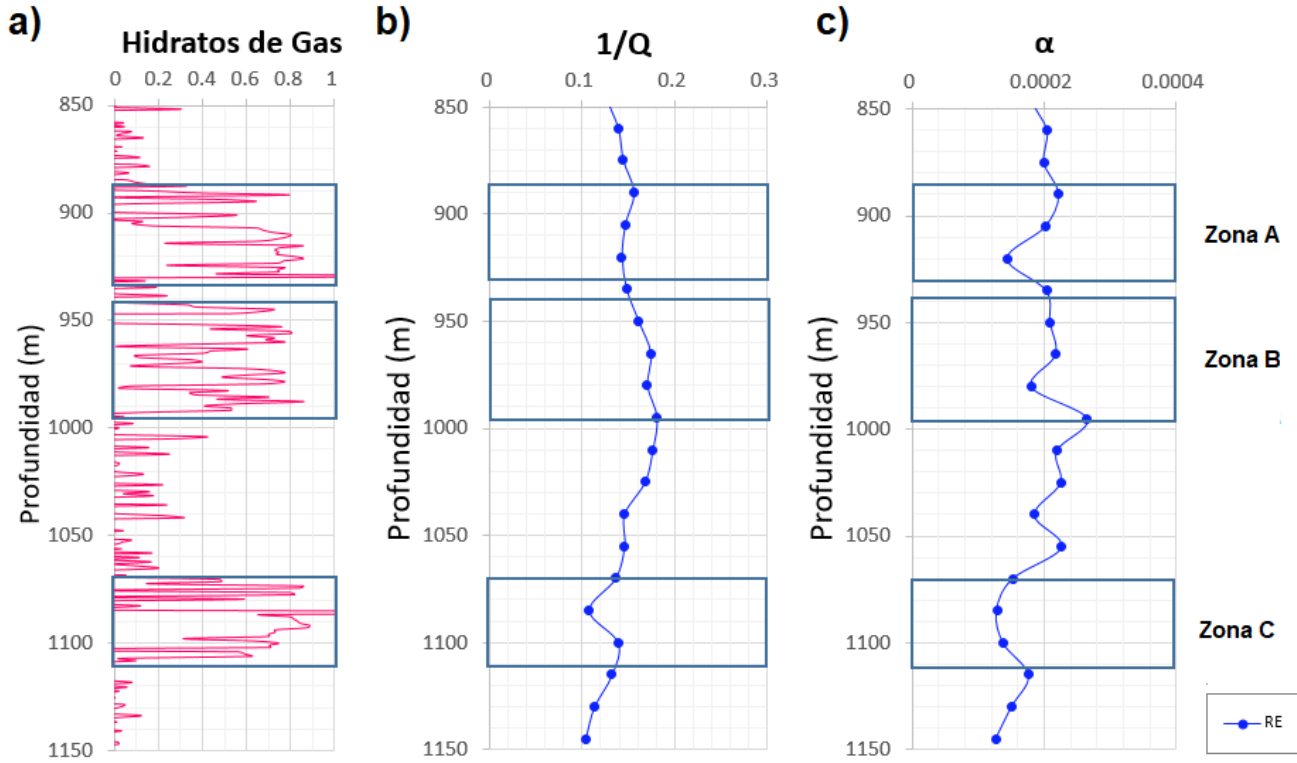 a)
Hidratos de Gas
0 0.2 0.4 0.6 0.8 1
Profundidad (m)
850
900
950
1000
1050
1100
1150
b)
1/Q
0 0.1 0.2 0.3
Profundidad (m)
850
900
950
1000
1050
1100
1150
c)
α
0 0.0002 0.0004
850
900
950
1000
1050
1100
1150
Zona A
Zona B
Zona C
RE